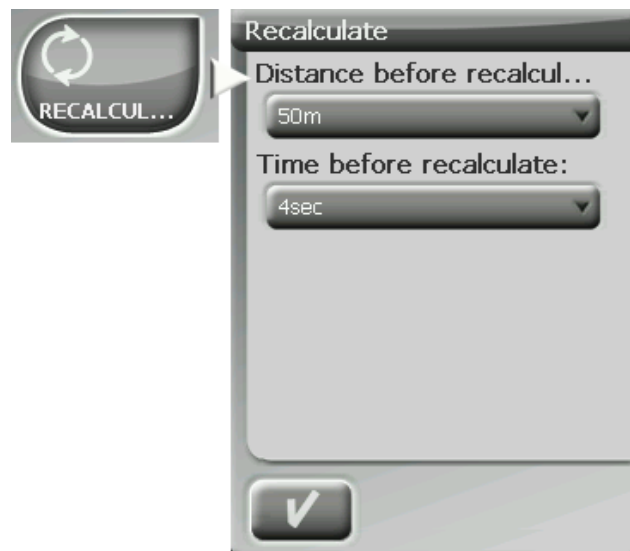 RECALCUL...
Recalculate
Distance before recalcul...
50m
Time before recalculate:
4sec